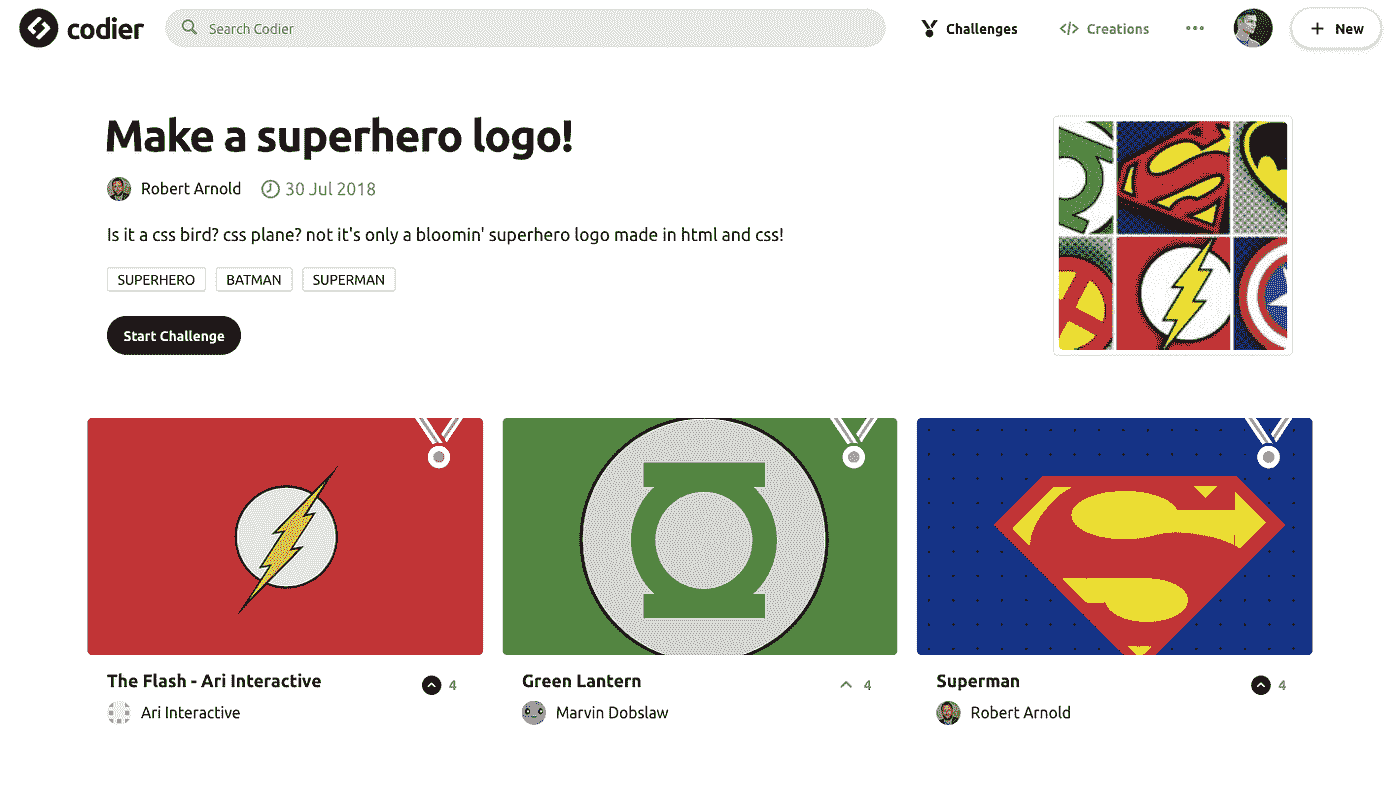 codier
Search Codier
Challenges
Creations
New
Make a superhero logo!
Robert Arnold
30 Jul 2018
Is it a css bird? css plane? not it's only a bloomin' superhero logo made in html and css!
SUPERHERO
BATMAN
SUPERMAN
Start Challenge
The Flash - Ari Interactive
4
Ari Interactive
Green Lantern
4
Marvin Dobslaw
Superman
4
Robert Arnold